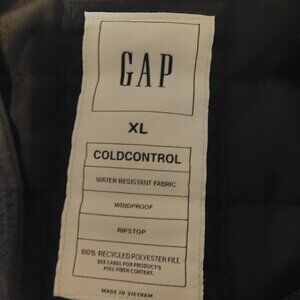 GAP
XL
COLDCONTROL
WATER RESISTANT FABRIC
WINDPROOF
RIPSTOP
100% RECYCLED POLYESTER FILL
SEE LABEL FOR PRODUCT'S
FULL FIBER CONTENT.
MADE IN VIETNAM